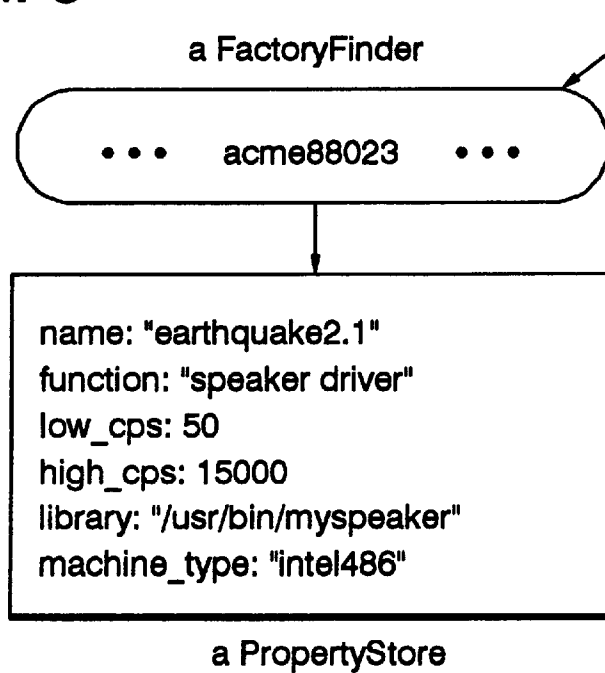 a FactoryFinder
••• acme88023 •••
name: "earthquake2.1"
function: "speaker driver"
low_cps: 50
high_cps: 15000
library: "/usr/bin/myspeaker"
machine_type: "intel486"
a PropertyStore